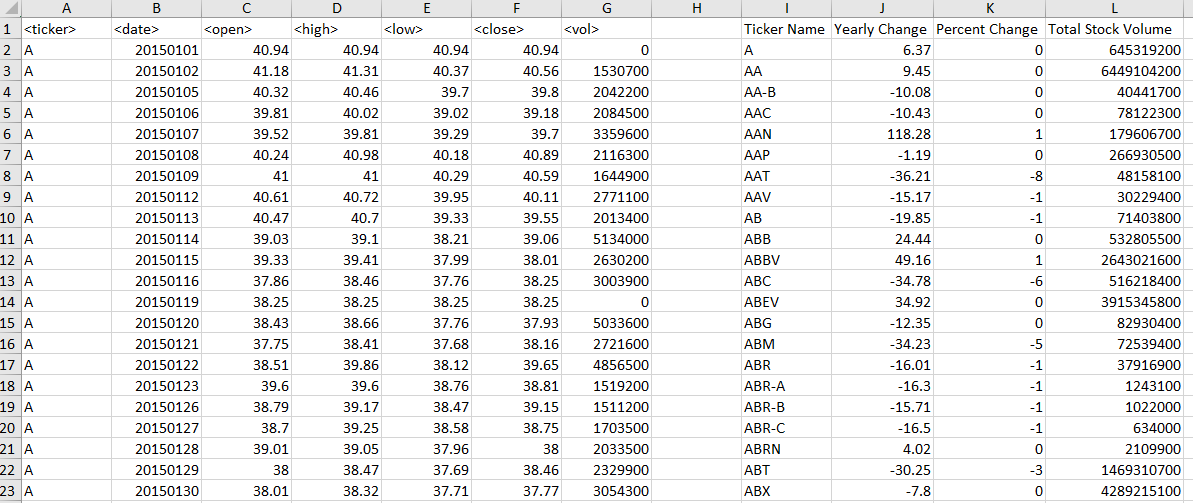 A B C D E F G H I J K L
1 <ticker> <date> <open> <high> <low> <close> <vol> Ticker Name Yearly Change Percent Change Total Stock Volume
2 A 20150101 40.94 40.94 40.94 40.94 0 A 6.37 0 645319200
3 A 20150102 41.18 41.31 40.37 40.56 1530700 AA 9.45 0 6449104200
4 A 20150105 40.32 40.46 39.7 39.8 2042200 AA-B -10.08 0 40441700
5 A 20150106 39.81 40.02 39.02 39.18 2084500 AAC -10.43 0 78122300
6 A 20150107 39.52 39.81 39.29 39.7 3359600 AAN 118.28 1 179606700
7 A 20150108 40.24 40.98 40.18 40.89 2116300 AAP -1.19 0 266930500
8 A 20150109 41 41 40.29 40.59 1644900 AAT -36.21 -8 48158100
9 A 20150112 40.61 40.72 39.95 40.11 2771100 AAV -15.17 -1 30229400
10 A 20150113 40.47 40.7 39.33 39.55 2013400 AB -19.85 -1 71403800
11 A 20150114 39.03 39.1 38.21 39.06 5134000 ABB 24.44 0 532805500
12 A 20150115 39.33 39.41 37.99 38.01 2630200 ABBV 49.16 1 2643021600
13 A 20150116 37.86 38.46 37.76 38.25 3003900 ABC -34.78 -6 516218400
14 A 20150119 38.25 38.25 38.25 38.25 0 ABEV 34.92 0 3915345800
15 A 20150120 38.43 38.66 37.76 37.93 5033600 ABG -12.35 0 82930400
16 A 20150121 37.75 38.41 37.68 38.16 2721600 ABM -34.23 -5 72539400
17 A 20150122 38.51 39.86 38.12 39.65 4856500 ABR -16.01 -1 37916900
18 A 20150123 39.6 39.6 38.76 38.81 1519200 ABR-A -16.3 -1 1243100
19 A 20150126 38.79 39.17 38.47 39.15 1511200 ABR-B -15.71 -1 1022000
20 A 20150127 38.7 39.25 38.58 38.75 1703500 ABR-C -16.5 -1 634000
21 A 20150128 39.01 39.05 37.96 38 2033500 ABRN 4.02 0 2109900
22 A 20150129 38 38.47 37.69 38.46 2329900 ABT -30.25 -3 1469310700
23 A 20150130 38.01 38.32 37.71 37.77 3054300 ABX -7.8 0 4289215100